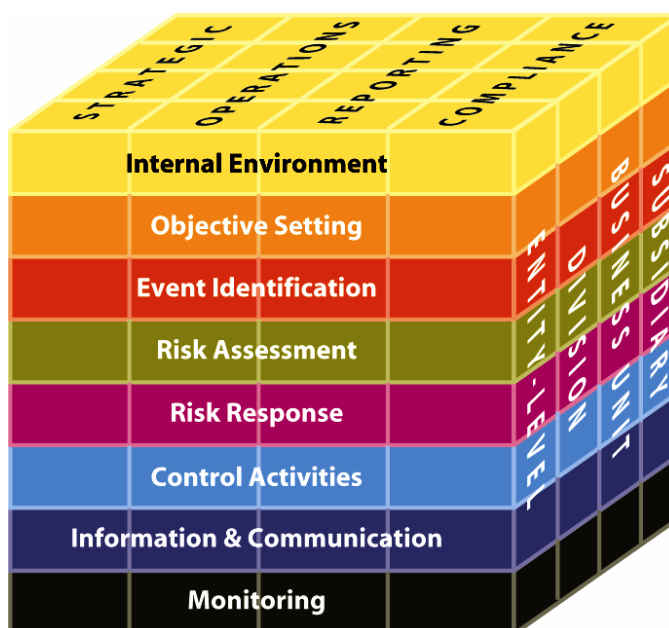 STRATEGIC
OPERATIONS
REPORTING
COMPLIANCE
Internal Environment
Objective Setting
Event Identification
Risk Assessment
Risk Response
Control Activities
Information & Communication
Monitoring
ENTITY-LEVEL
DIVISION
BUSINESS UNIT
SUBSIDIARY